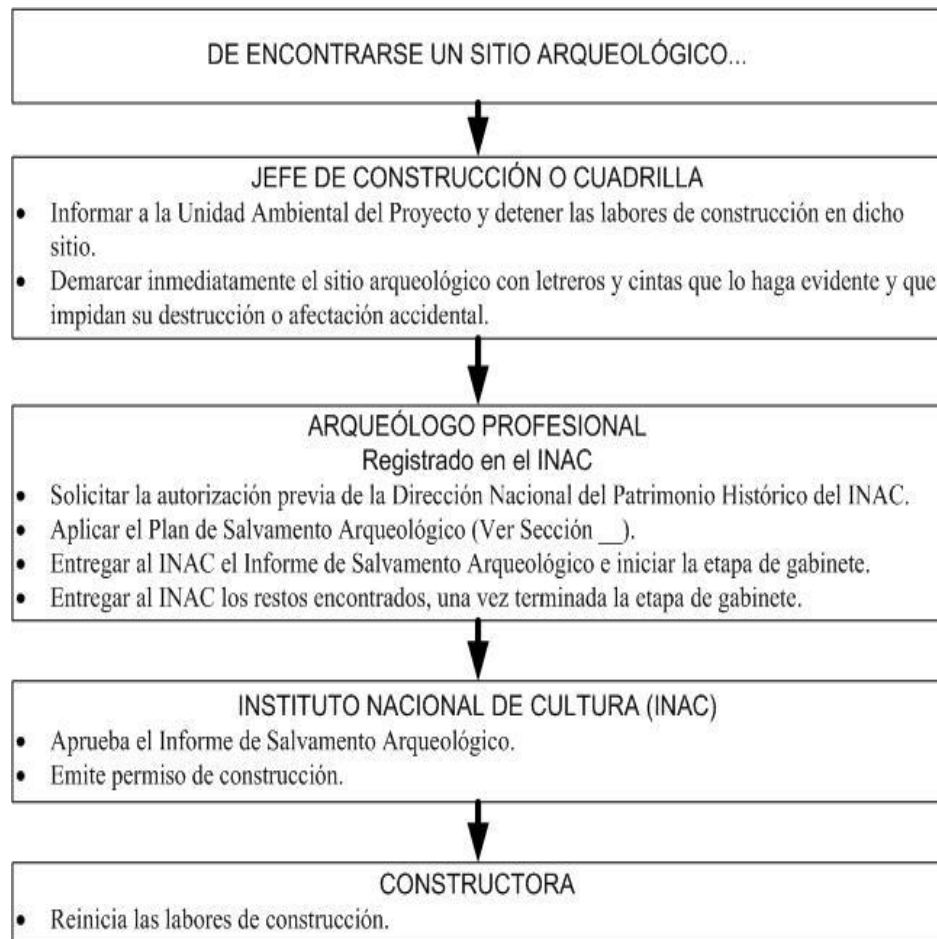 DE ENCONTRARSE UN SITIO ARQUEOLÓGICO...
JEFE DE CONSTRUCCIÓN O CUADRILLA
• Informar a la Unidad Ambiental del Proyecto y detener las labores de construcción en dicho
sitio.
• Demarcar inmediatamente el sitio arqueológico con letreros y cintas que lo haga evidente y que
impidan su destrucción o afectación accidental.
ARQUEÓLOGO PROFESIONAL
Registrado en el INAC
• Solicitar la autorización previa de la Dirección Nacional del Patrimonio Histórico del INAC.
• Aplicar el Plan de Salvamento Arqueológico (Ver Sección __).
• Entregar al INAC el Informe de Salvamento Arqueológico e iniciar la etapa de gabinete.
• Entregar al INAC los restos encontrados, una vez terminada la etapa de gabinete.
INSTITUTO NACIONAL DE CULTURA (INAC)
• Aprueba el Informe de Salvamento Arqueológico.
• Emite permiso de construcción.
CONSTRUCTORA
• Reinicia las labores de construcción.